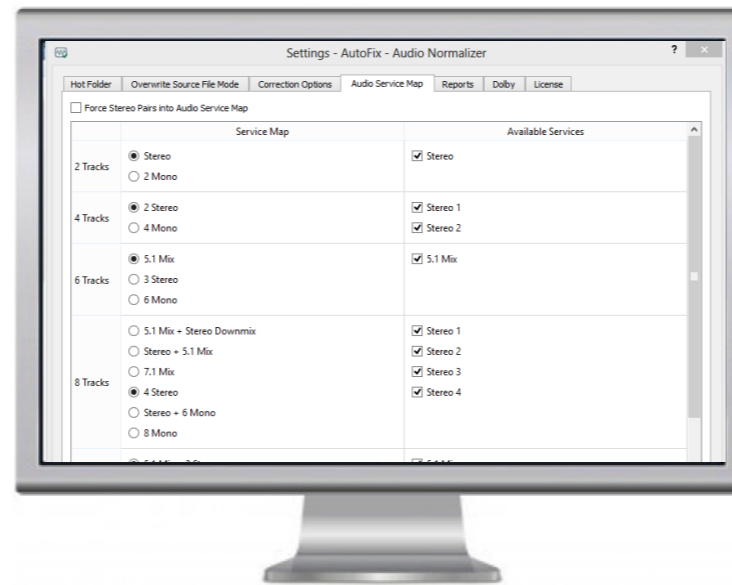 Settings - AutoFix - Audio Normalizer ? ×
Hot Folder Overwrite Source File Mode Correction Options Audio Service Map Reports Dolby License
Force Stereo Pairs into Audio Service Map
Service Map Available Services
2 Tracks
Stereo
2 Mono
Stereo
4 Tracks
2 Stereo
4 Mono
Stereo 1
Stereo 2
6 Tracks
5.1 Mix
3 Stereo
6 Mono
5.1 Mix
8 Tracks
5.1 Mix + Stereo Downmix
Stereo + 5.1 Mix
7.1 Mix
4 Stereo
Stereo + 6 Mono
8 Mono
Stereo 1
Stereo 2
Stereo 3
Stereo 4